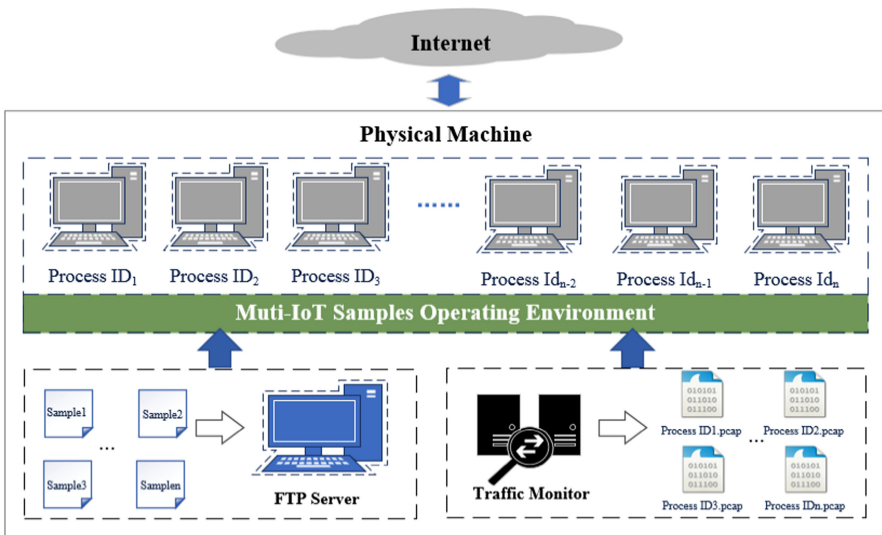 Internet
Physical Machine
......
Process ID1 Process ID2 Process ID3 Process Idn-2 Process Idn-1 Process Idn
Muti-IoT Samples Operating Environment
Sample1 Sample2
...
Sample3 Samplen
FTP Server
Traffic Monitor
010101
011010
011100
010101
011010
011100
Process ID1.pcap ... Process ID2.pcap
010101
011010
011100
010101
011010
011100
Process ID3.pcap Process IDn.pcap